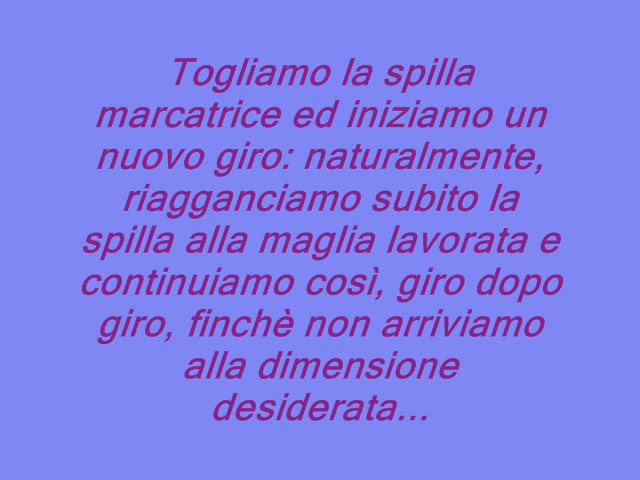 Togliamo la spilla
marcatrice ed iniziamo un
nuovo giro: naturalmente,
riagganciamo subito la
spilla alla maglia lavorata e
continuiamo così, giro dopo
giro, finchè non arriviamo
alla dimensione
desiderata...